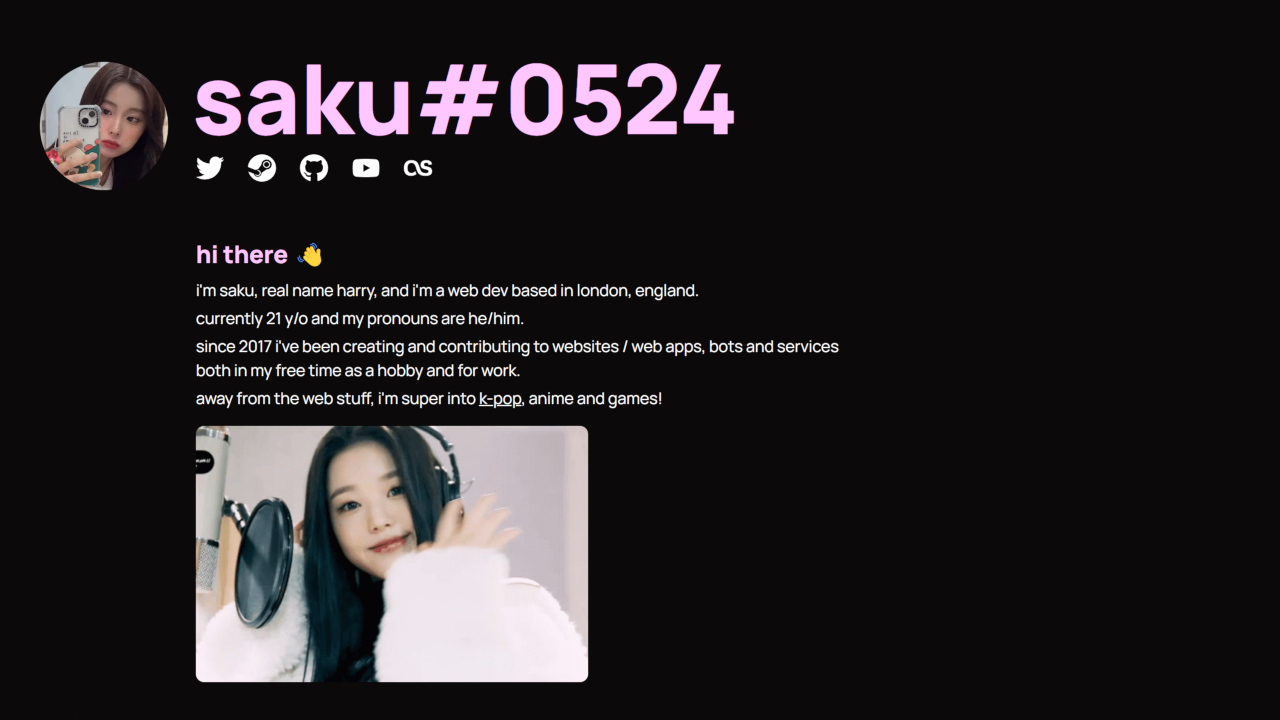 saku#0524
hi there 👋
i'm saku, real name harry, and i'm a web dev based in london, england.
currently 21 y/o and my pronouns are he/him.
since 2017 i've been creating and contributing to websites / web apps, bots and services
both in my free time as a hobby and for work.
away from the web stuff, i'm super into k-pop, anime and games!